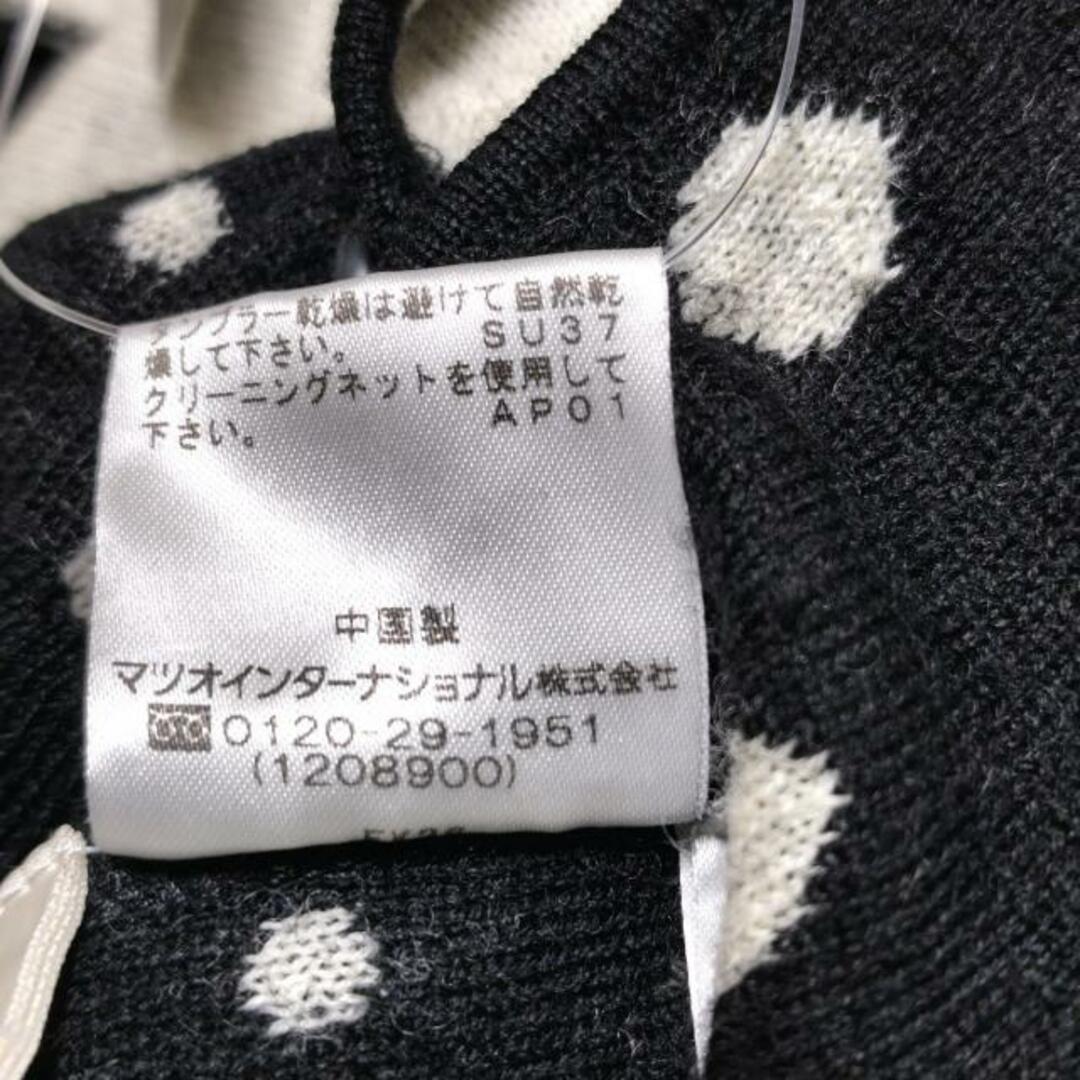 タンブラー乾燥は避けて自然乾
燥して下さい。 SU37
クリーニングネットを使用して
下さい。 AP01
中国製
マツオインターナショナル株式会社
0120-29-1951
(1208900)